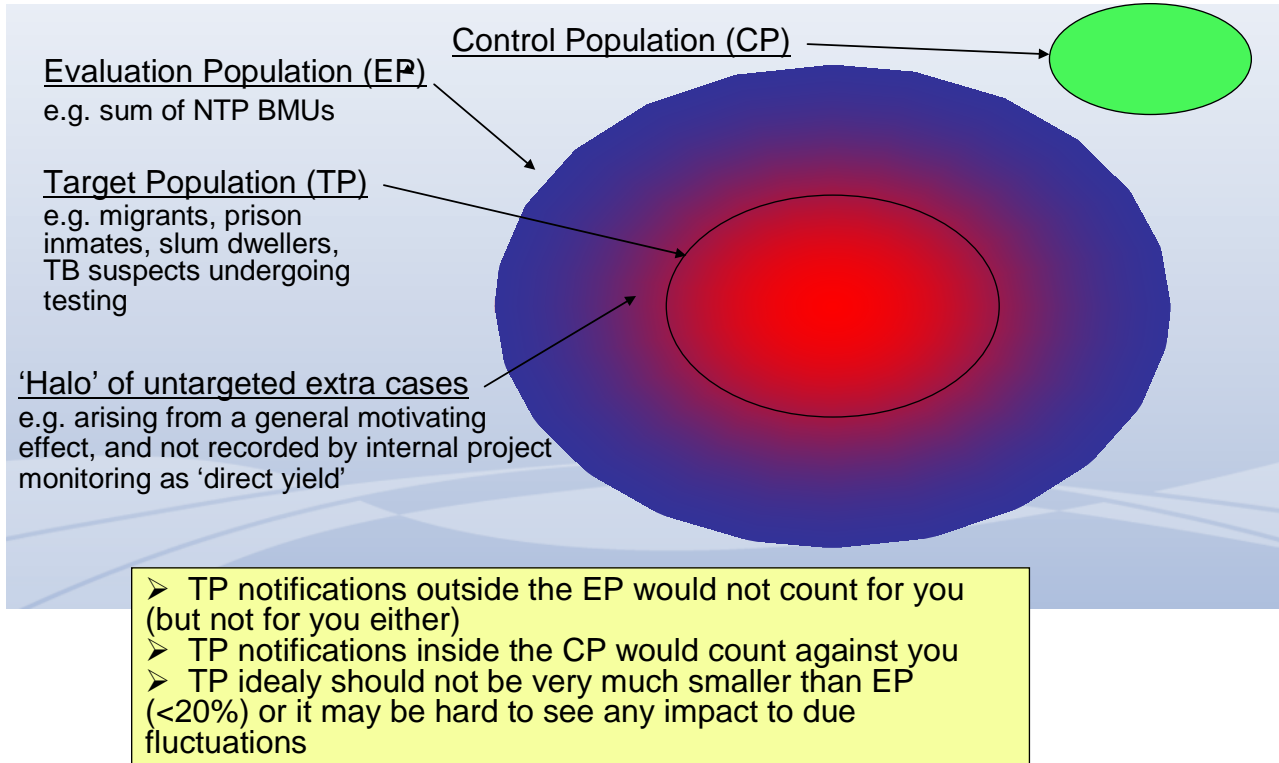 Control Population (CP)
Evaluation Population (EP)
e.g. sum of NTP BMUs
Target Population (TP)
e.g. migrants, prison
inmates, slum dwellers,
TB suspects undergoing
testing
‘Halo’ of untargeted extra cases
e.g. arising from a general motivating
effect, and not recorded by internal project
monitoring as ‘direct yield’
➢ TP notifications outside the EP would not count for you
(but not for you either)
➢ TP notifications inside the CP would count against you
➢ TP idealy should not be very much smaller than EP
(<20%) or it may be hard to see any impact to due
fluctuations